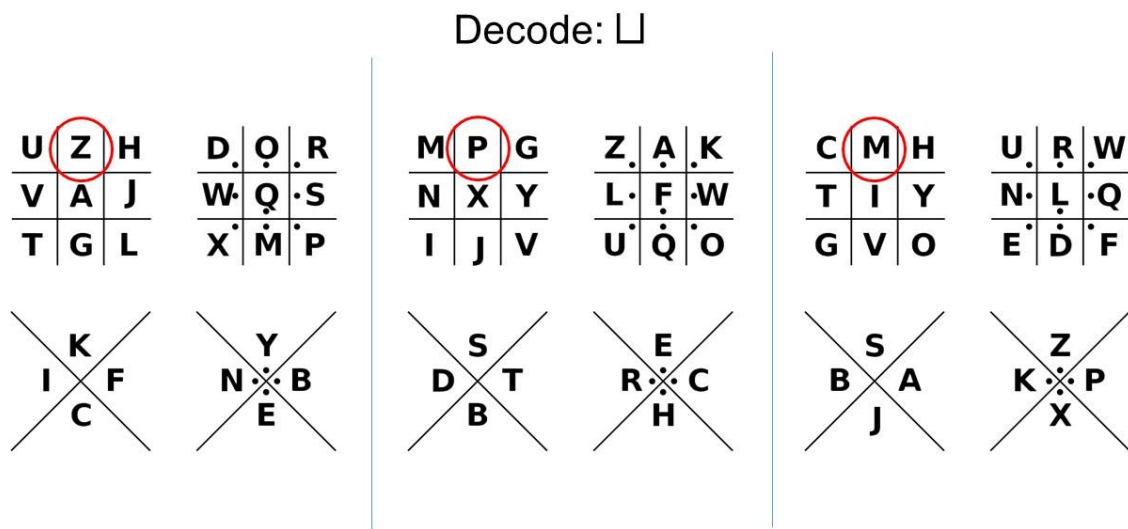 Decode: ⊔
U Z H D O R M P G Z A K C M H U R W
V A J W Q S N X Y L F W T I Y N L Q
T G L X M P I J V U Q O G V O E D F
K Y S E S Z
I F N B D T R C B A K P
C E B H J X